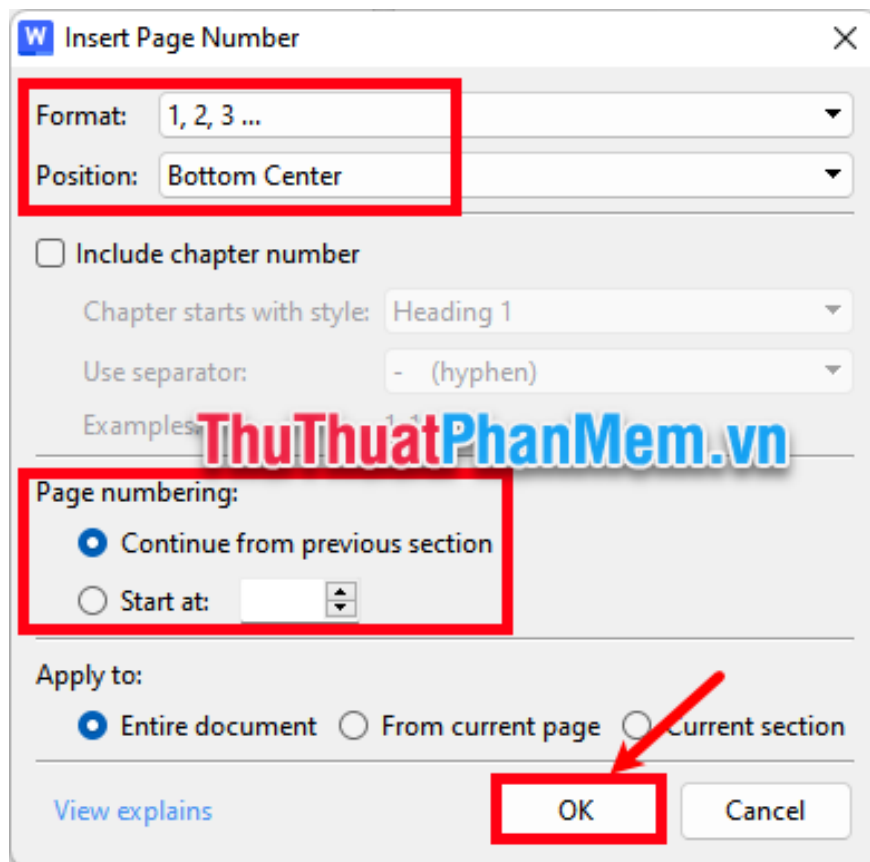 W Insert Page Number
Format: 1, 2, 3 ...
Position: Bottom Center
Include chapter number
Chapter starts with style: Heading 1
Use separator: - (hyphen)
Examples:
ThuThuatPhanMem.vn
Page numbering:
Continue from previous section
Start at:
Apply to:
Entire document From current page Current section
View explains OK Cancel